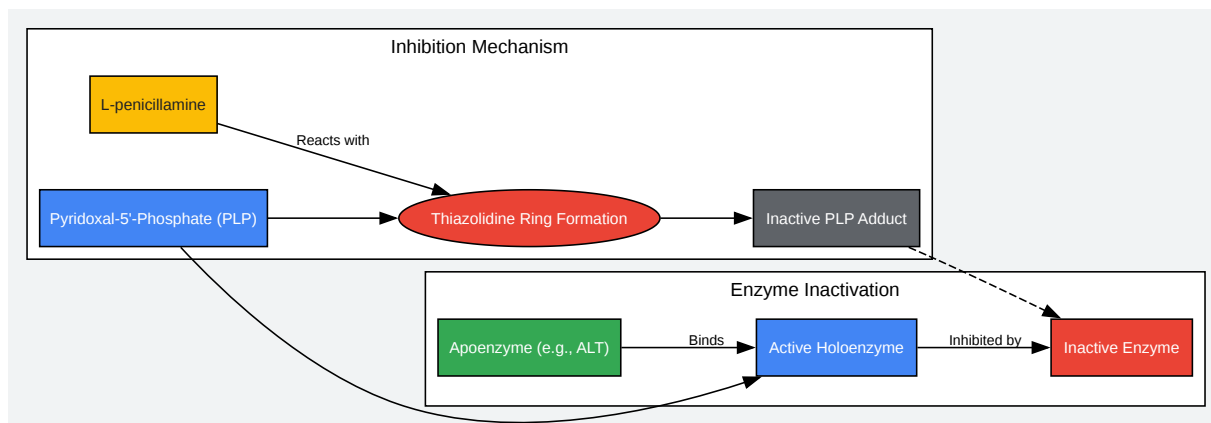 Inhibition Mechanism
L-penicillamine
Reacts with
Pyridoxal-5'-Phosphate (PLP)
Thiazolidine Ring Formation
Inactive PLP Adduct
Enzyme Inactivation
Apoenzyme (e.g., ALT)
Binds
Active Holoenzyme
Inhibited by
Inactive Enzyme